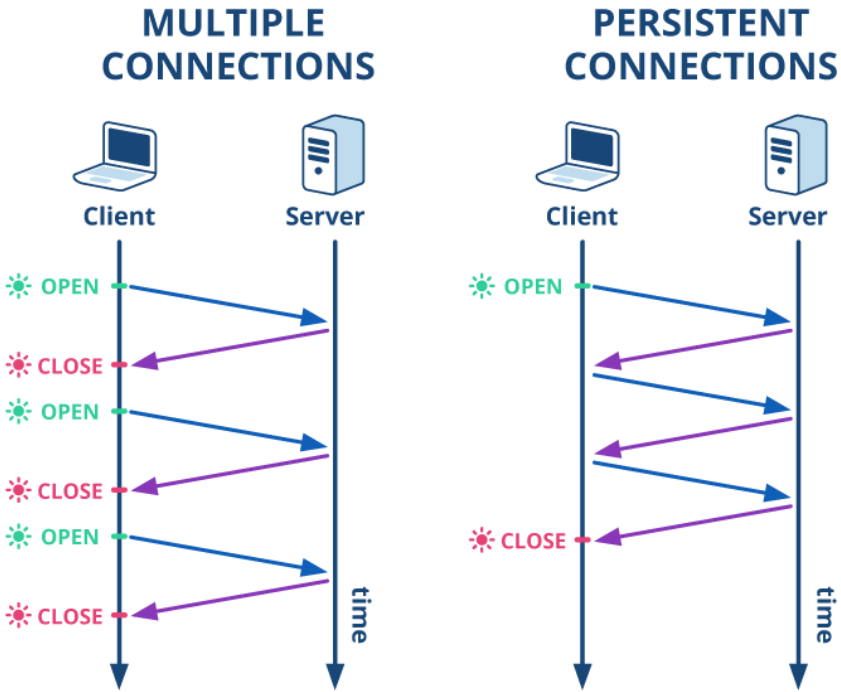 MULTIPLE
CONNECTIONS
Client
Server
OPEN
CLOSE
OPEN
CLOSE
OPEN
CLOSE
time
PERSISTENT
CONNECTIONS
Client
Server
OPEN
CLOSE
time